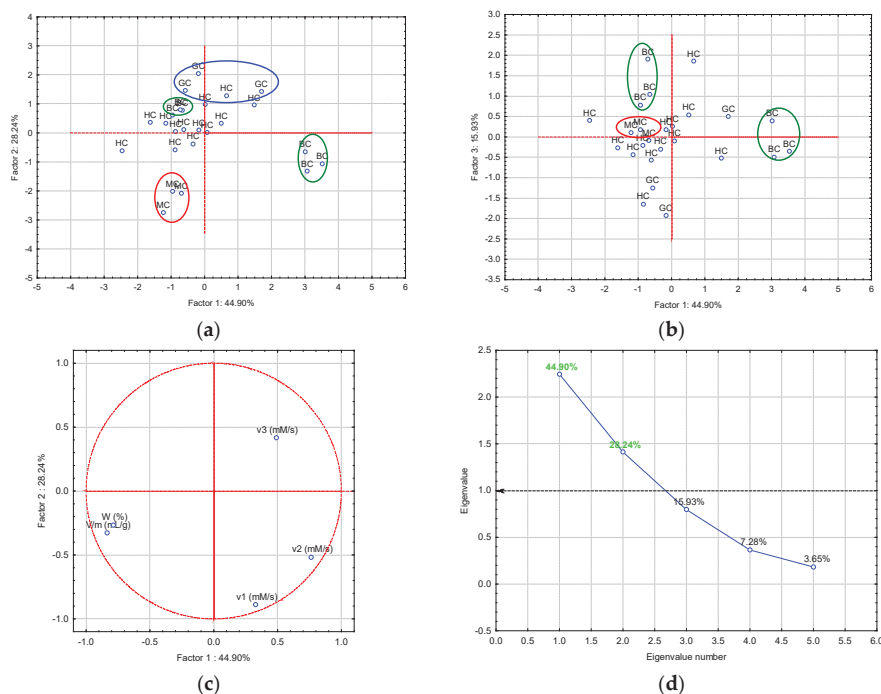 4
3
2
1
0
-1
-2
-3
-4
-5
Factor 2: 28.24%
GC
GC
HC
GC
HC
HC
BC
BC
HC
HC
HC
HC
HC
HC
HC
HC
HC
HC
BC
BC
BC
MC
MC
MC
-5 -4 -3 -2 -1 0 1 2 3 4 5 6
Factor 1: 44.90%
(a)
3.0
2.5
2.0
1.5
1.0
0.5
0.0
-0.5
-1.0
-1.5
-2.0
-2.5
-3.0
-3.5
Factor 3: 15.93%
BC
HC
BC
BC
HC
HC
GC
BC
MC
MC
HC
HC
MC
HC
HC
HC
HC
HC
HC
HC
HC
BC
BC
GC
HC
GC
-5 -4 -3 -2 -1 0 1 2 3 4 5 6
Factor 1: 44.90%
(b)
1.0
0.5
0.0
-0.5
-1.0
Factor 2 : 28.24%
v3 (mM/s)
W (%)
V/m (mL/g)
v2 (mM/s)
v1 (mM/s)
-1.0 -0.5 0.0 0.5 1.0
Factor 1 : 44.90%
(c)
2.5
2.0
1.5
1.0
0.5
0.0
-0.5
Eigenvalue
44.90%
28.24%
15.93%
7.28%
3.65%
0.0 0.5 1.0 1.5 2.0 2.5 3.0 3.5 4.0 4.5 5.0 5.5 6.0
Eigenvalue number
(d)